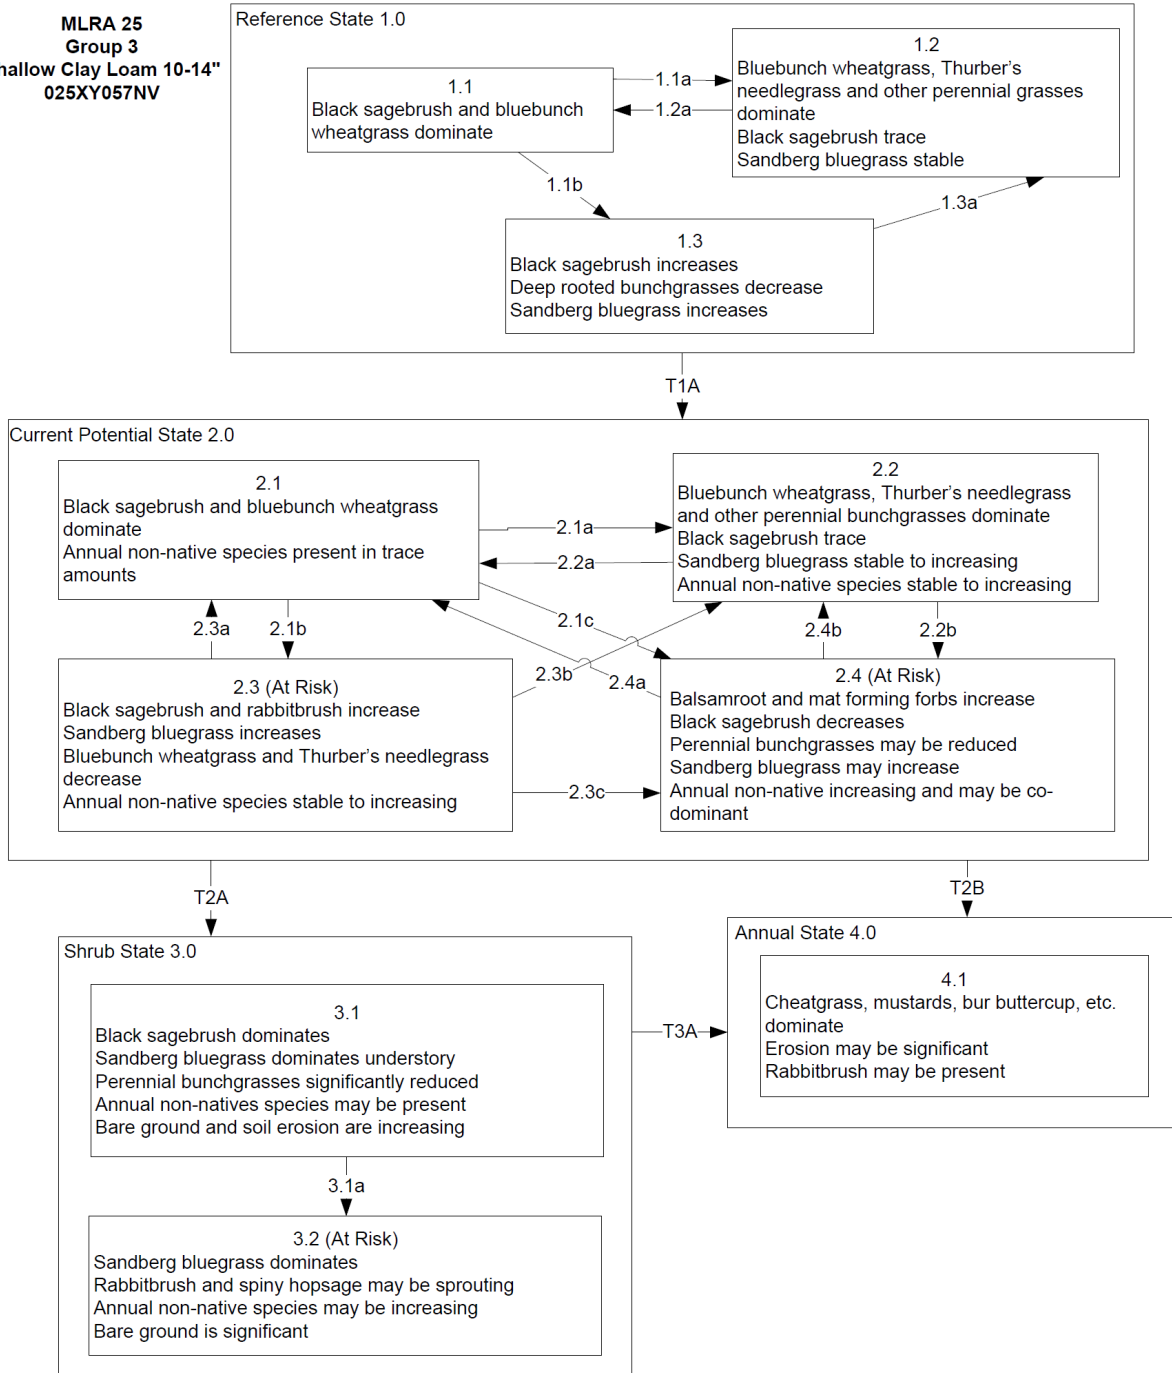 MLRA 25
Group 3
hallow Clay Loam 10-14"
025XY057NV
Reference State 1.0
1.1
Black sagebrush and bluebunch
wheatgrass dominate
1.1a
1.2a
1.2
Bluebunch wheatgrass, Thurber's
needlegrass and other perennial grasses
dominate
Black sagebrush trace
Sandberg bluegrass stable
1.1b
1.3a
1.3
Black sagebrush increases
Deep rooted bunchgrasses decrease
Sandberg bluegrass increases
T1A
Current Potential State 2.0
2.1
Black sagebrush and bluebunch wheatgrass
dominate
Annual non-native species present in trace
amounts
2.1a
2.2a
2.2
Bluebunch wheatgrass, Thurber's needlegrass
and other perennial bunchgrasses dominate
Black sagebrush trace
Sandberg bluegrass stable to increasing
Annual non-native species stable to increasing
2.3a
2.1b
2.1c
2.3b
2.4a
2.4b
2.2b
2.3 (At Risk)
Black sagebrush and rabbitbrush increase
Sandberg bluegrass increases
Bluebunch wheatgrass and Thurber's needlegrass
decrease
Annual non-native species stable to increasing
2.3c
2.4 (At Risk)
Balsamroot and mat forming forbs increase
Black sagebrush decreases
Perennial bunchgrasses may be reduced
Sandberg bluegrass may increase
Annual non-native increasing and may be co-
dominant
T2A
T2B
Shrub State 3.0
3.1
Black sagebrush dominates
Sandberg bluegrass dominates understory
Perennial bunchgrasses significantly reduced
Annual non-natives species may be present
Bare ground and soil erosion are increasing
3.1a
3.2 (At Risk)
Sandberg bluegrass dominates
Rabbitbrush and spiny hopsage may be sprouting
Annual non-native species may be increasing
Bare ground is significant
T3A
Annual State 4.0
4.1
Cheatgrass, mustards, bur buttercup, etc.
dominate
Erosion may be significant
Rabbitbrush may be present